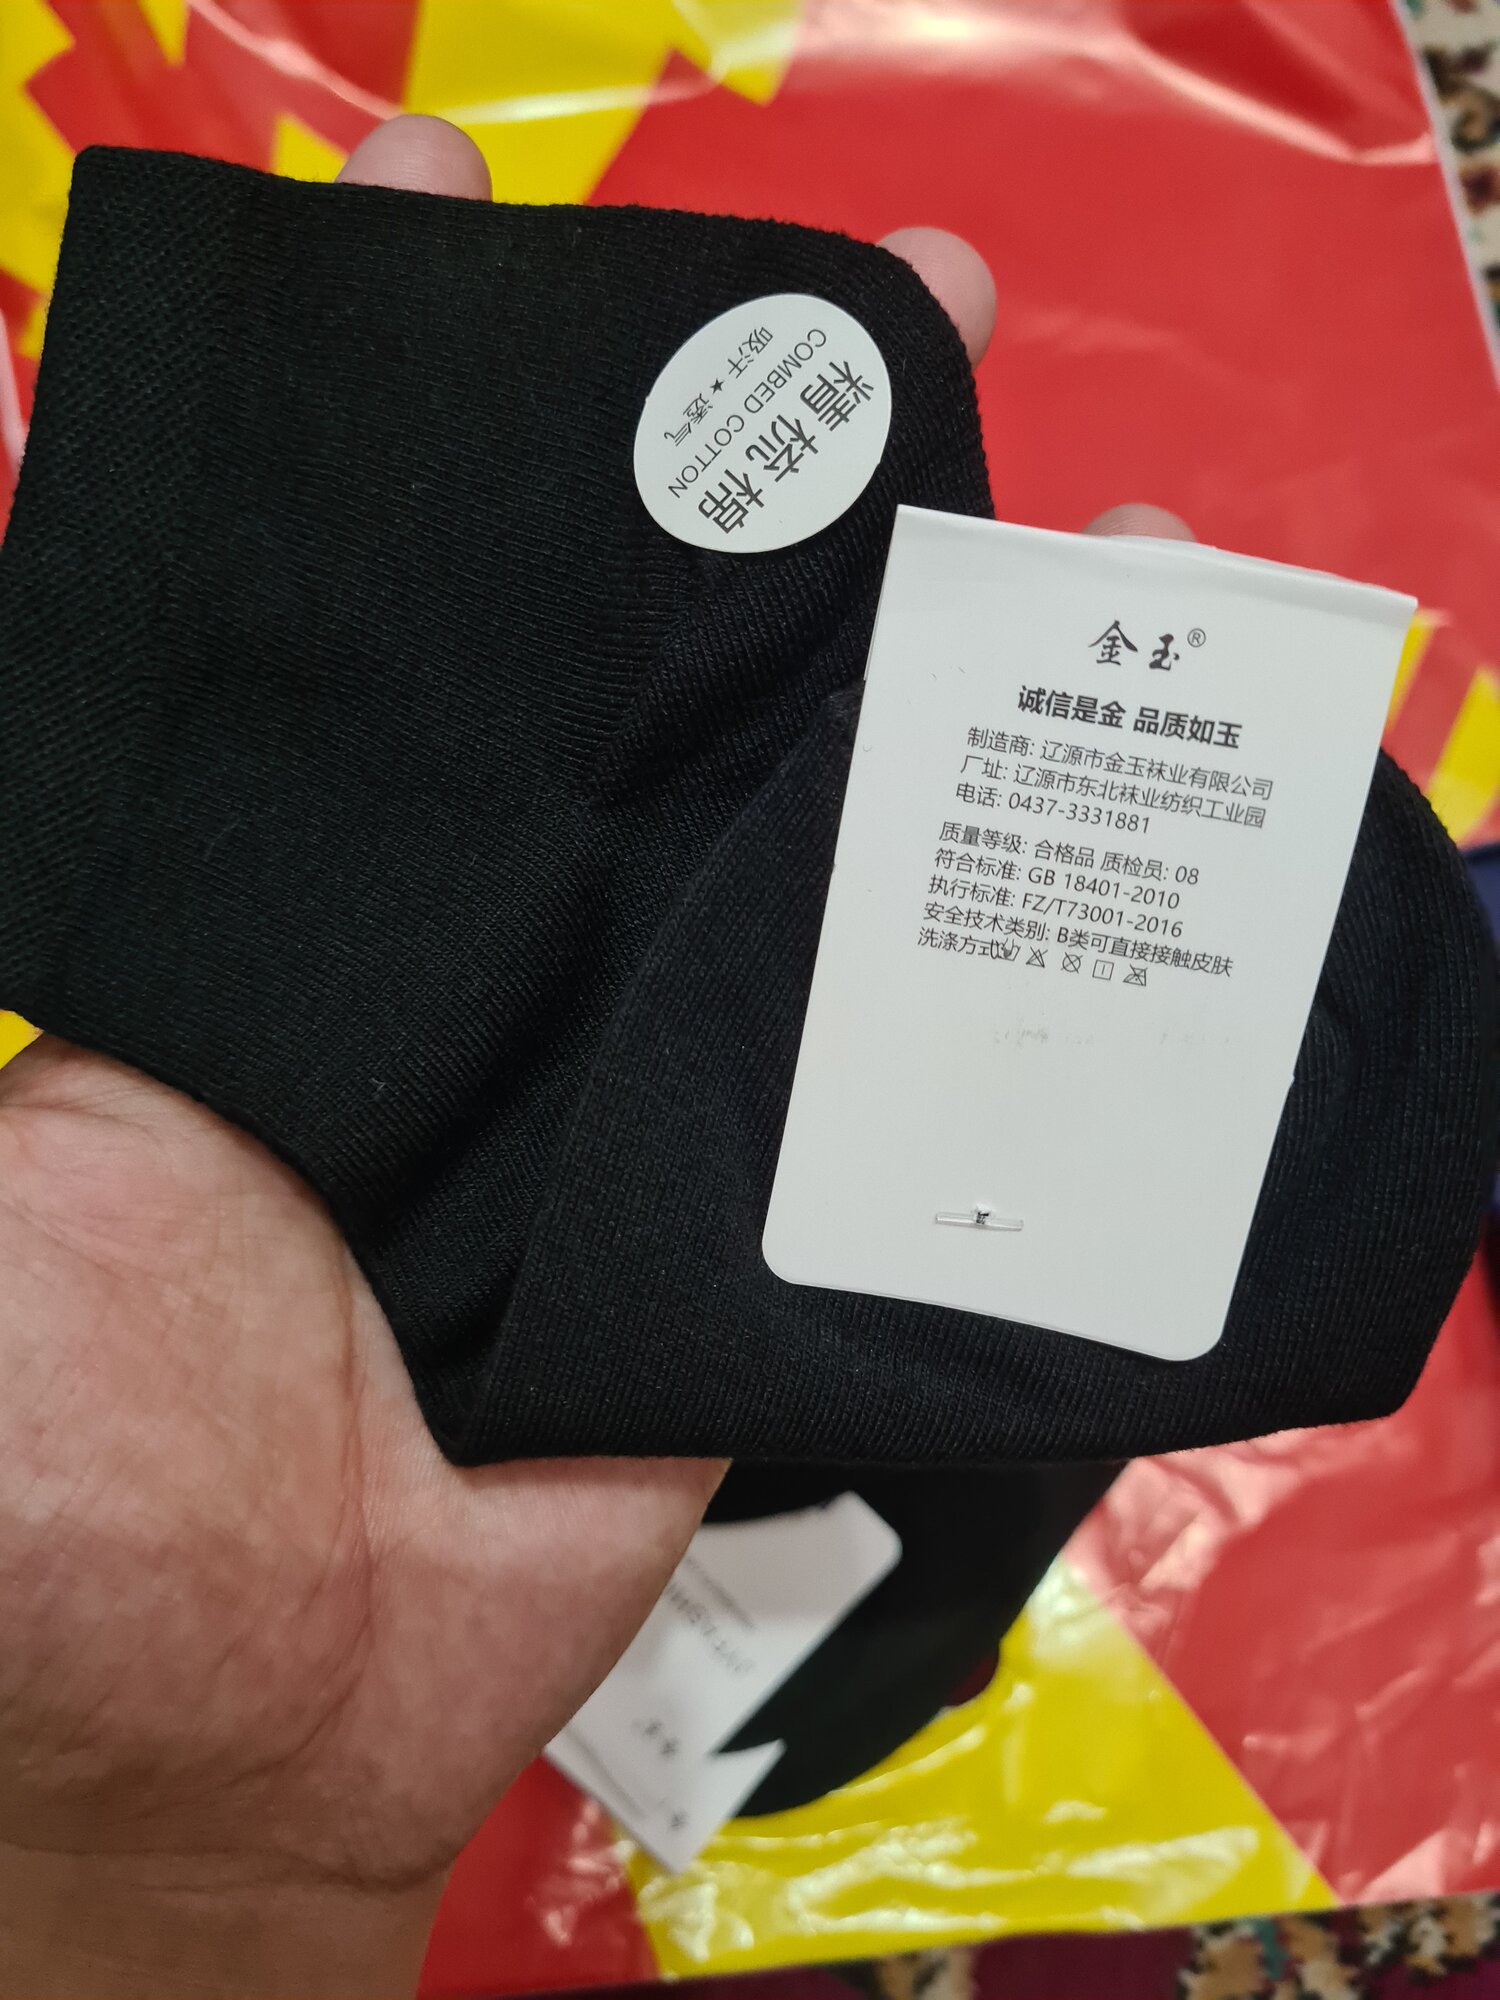 精梳棉
COMBED COTTON
吸汗★透气
金玉®
诚信是金 品质如玉
制造商: 辽源市金玉袜业有限公司
厂址: 辽源市东北袜业纺织工业园
电话: 0437-3331881
质量等级: 合格品 质检员: 08
符合标准: GB 18401-2010
执行标准: FZ/T73001-2016
安全技术类别: B类可直接接触皮肤
洗涤方式